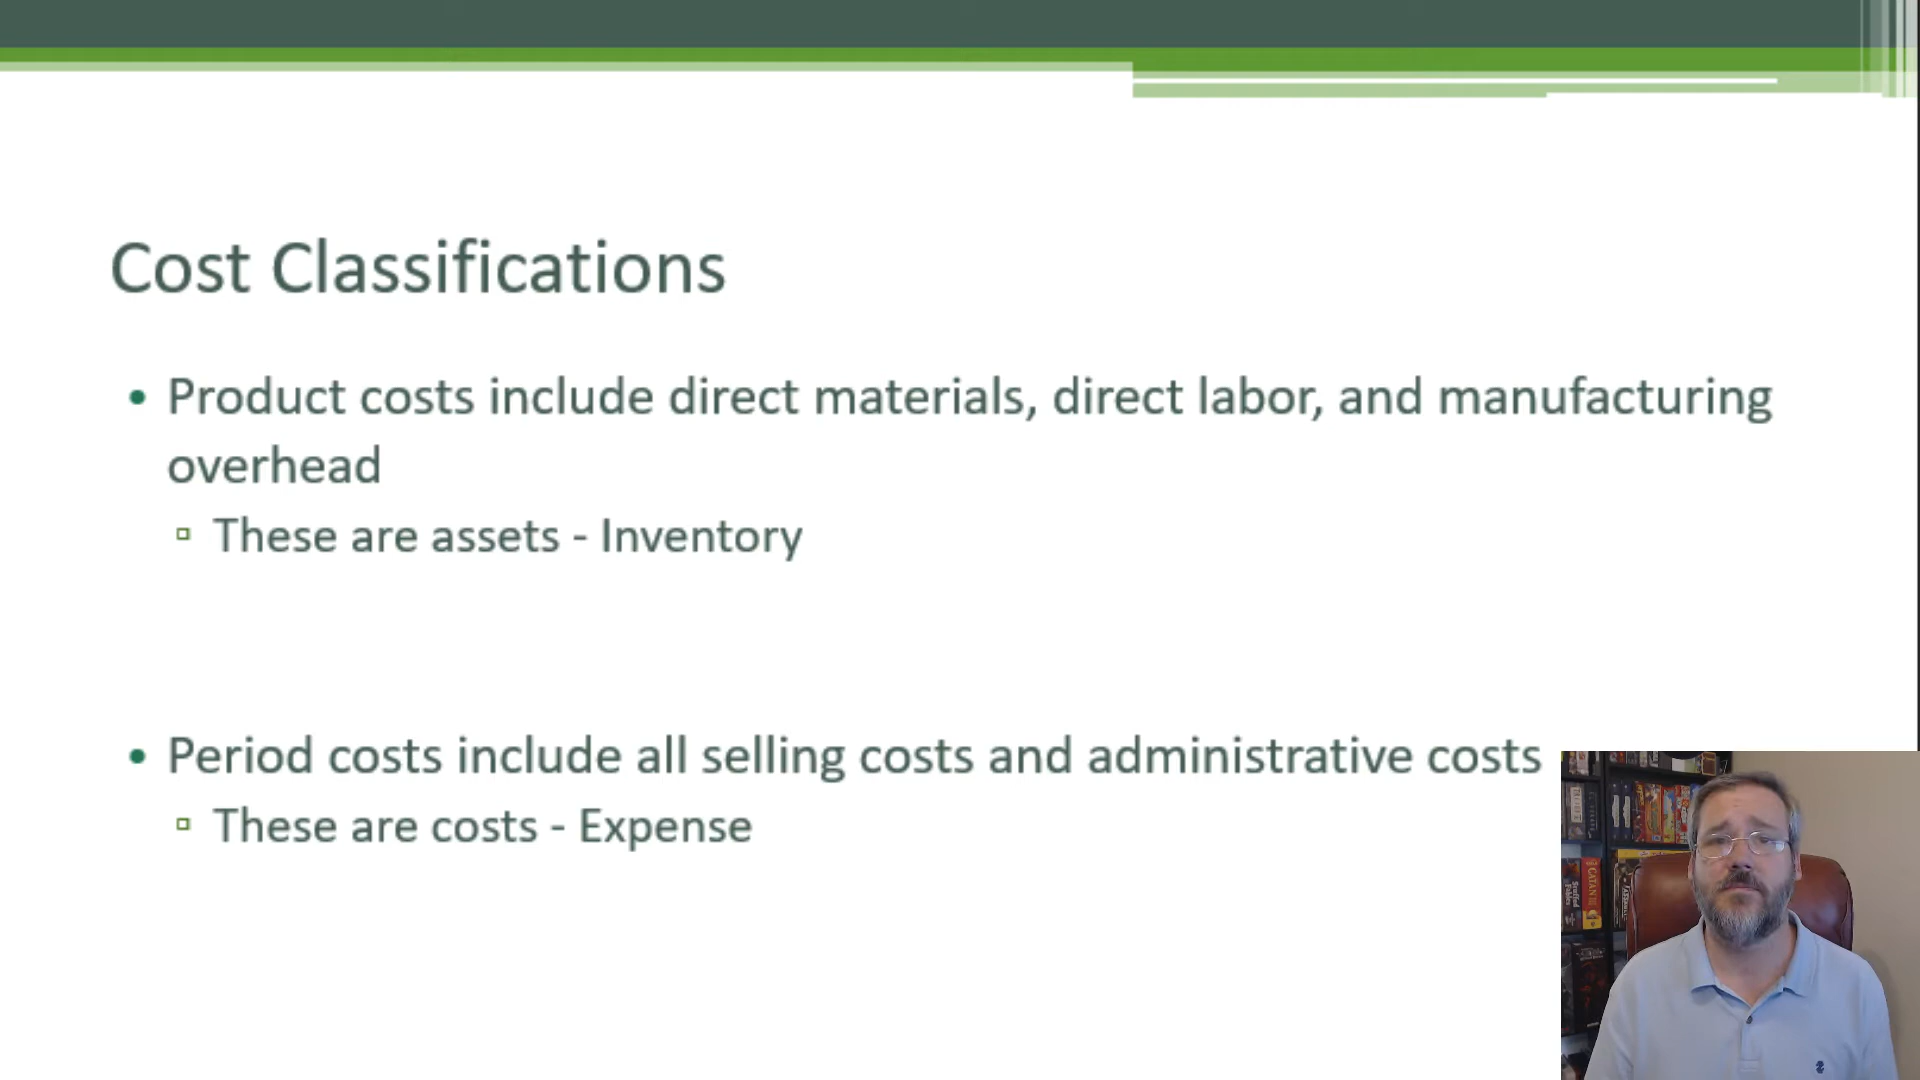 Cost Classifications
• Product costs include direct materials, direct labor, and manufacturing
overhead
▫ These are assets - Inventory
• Period costs include all selling costs and administrative costs
▫ These are costs - Expense
CATAN